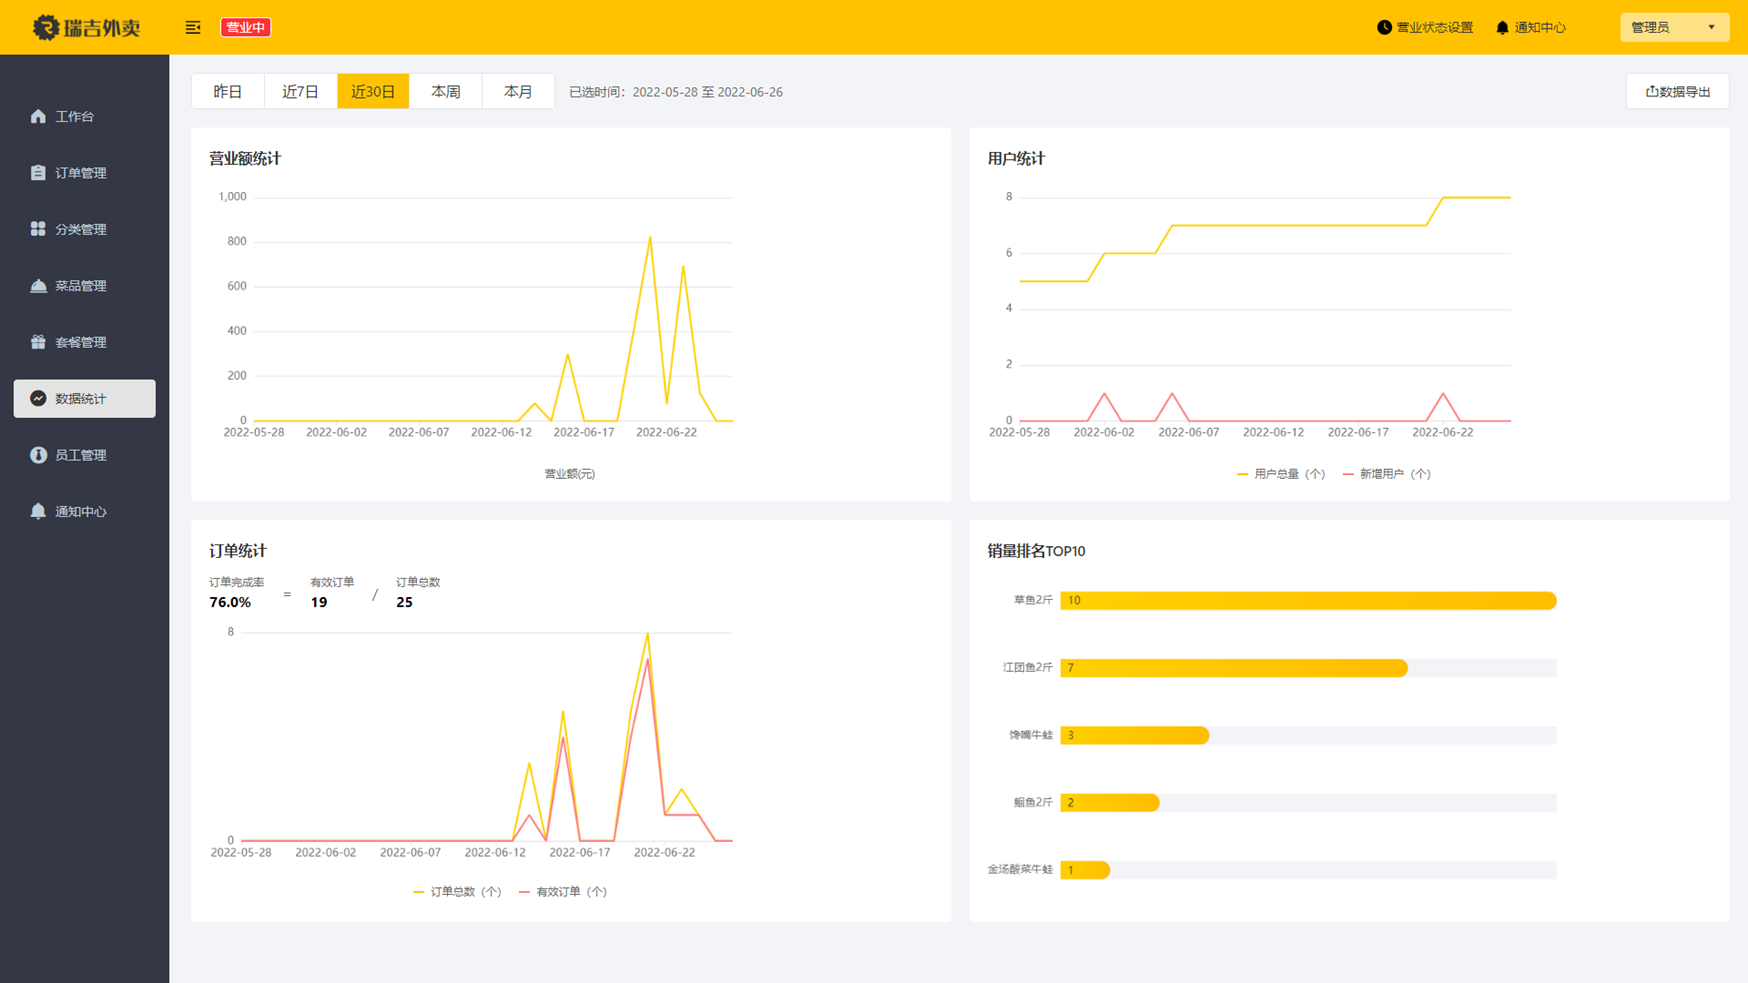 瑞吉外卖
营业中
营业状态设置
通知中心
管理员
工作台
订单管理
分类管理
菜品管理
套餐管理
数据统计
员工管理
通知中心
昨日
近7日
近30日
本周
本月
已选时间：2022-05-28 至 2022-06-26
数据导出
营业额统计
1,000
800
600
400
200
0
2022-05-28 2022-06-02 2022-06-07 2022-06-12 2022-06-17 2022-06-22
营业额(元)
用户统计
8
6
4
2
0
2022-05-28 2022-06-02 2022-06-07 2022-06-12 2022-06-17 2022-06-22
用户总量（个） 新增用户（个）
订单统计
订单完成率 有效订单 订单总数
76.0% = 19 / 25
8
0
2022-05-28 2022-06-02 2022-06-07 2022-06-12 2022-06-17 2022-06-22
订单总数（个） 有效订单（个）
销量排名TOP10
草鱼2斤 10
江团鱼2斤 7
馋嘴牛蛙 3
鮰鱼2斤 2
金汤酸菜牛蛙 1